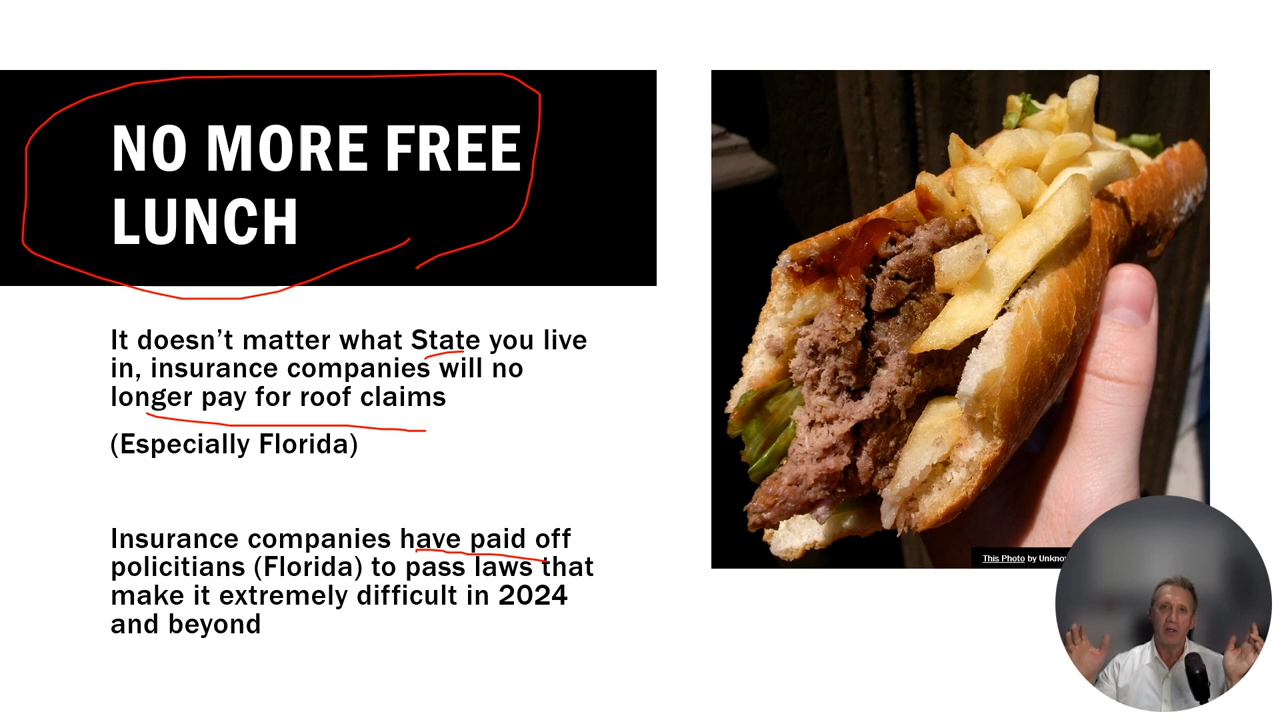 NO MORE FREE
LUNCH
It doesn’t matter what State you live
in, insurance companies will no
longer pay for roof claims
(Especially Florida)
Insurance companies have paid off
policitians (Florida) to pass laws that
make it extremely difficult in 2024
and beyond
This Photo by